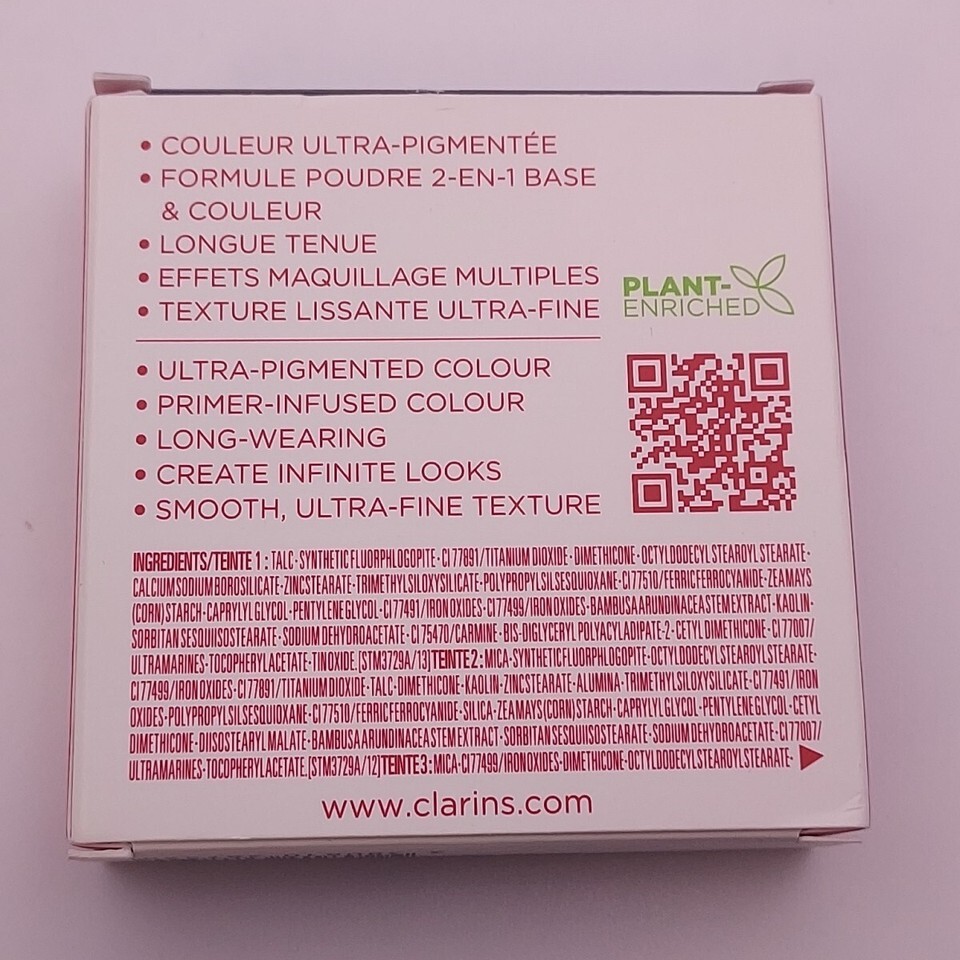 • COULEUR ULTRA-PIGMENTÉE
• FORMULE POUDRE 2-EN-1 BASE
& COULEUR
• LONGUE TENUE
• EFFETS MAQUILLAGE MULTIPLES
• TEXTURE LISSANTE ULTRA-FINE
PLANT-
ENRICHED
• ULTRA-PIGMENTED COLOUR
• PRIMER-INFUSED COLOUR
• LONG-WEARING
• CREATE INFINITE LOOKS
• SMOOTH, ULTRA-FINE TEXTURE
INGREDIENTS/TEINTE 1 : TALC · SYNTHETIC FLUORPHLOGOPITE · CI 77891/TITANIUM DIOXIDE · DIMETHICONE · OCTYLDODECYL STEAROYL STEARATE ·
CALCIUM SODIUM BOROSILICATE · ZINC STEARATE · TRIMETHYLSILOXYSILICATE · POLYPROPYLSILSESQUIOXANE · CI 77510/FERRIC FERROCYANIDE · ZEA MAYS
(CORN) STARCH · CAPRYLYL GLYCOL · PENTYLENE GLYCOL · CI 77491/IRON OXIDES · CI 77499/IRON OXIDES · BAMBUSA ARUNDINACEA STEM EXTRACT · KAOLIN ·
SORBITAN SESQUIISOSTEARATE · SODIUM DEHYDROACETATE · CI 75470/CARMINE · BIS-DIGLYCERYL POLYACYLADIPATE-2 · CETYL DIMETHICONE · CI 77007/
ULTRAMARINES · TOCOPHERYL ACETATE · TIN OXIDE. [STM3729A/13] TEINTE 2 : MICA · SYNTHETIC FLUORPHLOGOPITE · OCTYLDODECYL STEAROYL STEARATE ·
CI 77499/IRON OXIDES · CI 77891/TITANIUM DIOXIDE · TALC · DIMETHICONE · KAOLIN · ZINC STEARATE · ALUMINA · TRIMETHYLSILOXYSILICATE · CI 77491/IRON
OXIDES · POLYPROPYLSILSESQUIOXANE · CI 77510/FERRIC FERROCYANIDE · SILICA · ZEA MAYS (CORN) STARCH · CAPRYLYL GLYCOL · PENTYLENE GLYCOL · CETYL
DIMETHICONE · DIISOSTEARYL MALATE · BAMBUSA ARUNDINACEA STEM EXTRACT · SORBITAN SESQUIISOSTEARATE · SODIUM DEHYDROACETATE · CI 77007/
ULTRAMARINES · TOCOPHERYL ACETATE. [STM3729A/12] TEINTE 3 : MICA · CI 77499/IRON OXIDES · DIMETHICONE · OCTYLDODECYL STEAROYL STEARATE ·
www.clarins.com